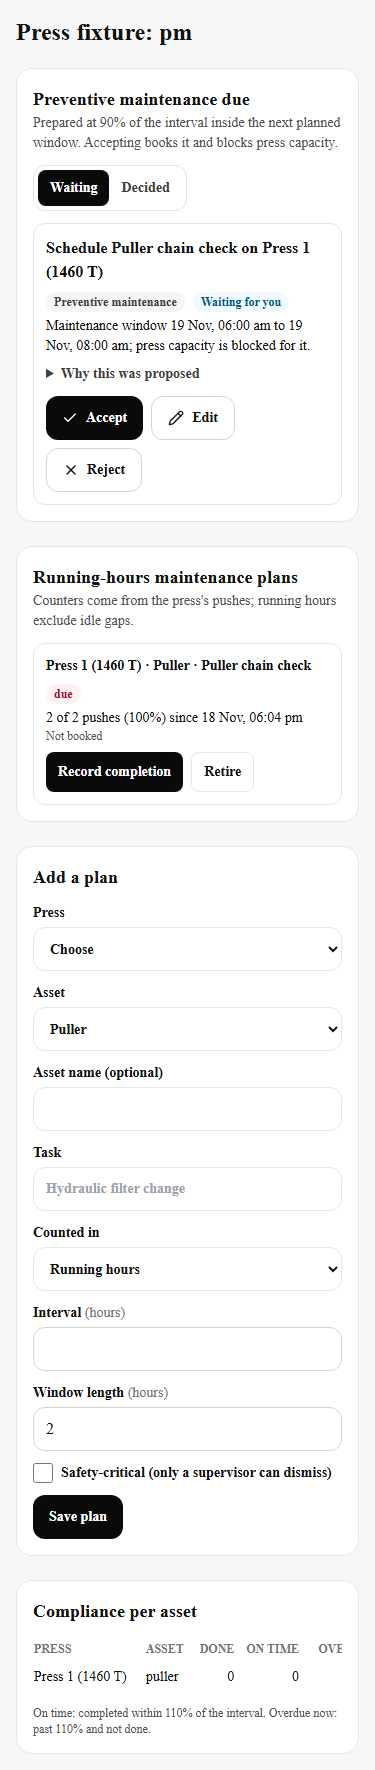 Press fixture: pm
Preventive maintenance due
Prepared at 90% of the interval inside the next planned
window. Accepting books it and blocks press capacity.
Waiting Decided
Schedule Puller chain check on Press 1
(1460 T)
Preventive maintenance Waiting for you
Maintenance window 19 Nov, 06:00 am to 19
Nov, 08:00 am; press capacity is blocked for it.
Why this was proposed
Accept Edit
Reject
Running-hours maintenance plans
Counters come from the press's pushes; running hours
exclude idle gaps.
Press 1 (1460 T) · Puller · Puller chain check
due
2 of 2 pushes (100%) since 18 Nov, 06:04 pm
Not booked
Record completion Retire
Add a plan
Press
Choose
Asset
Puller
Asset name (optional)
Task
Hydraulic filter change
Counted in
Running hours
Interval (hours)
Window length (hours)
2
Safety-critical (only a supervisor can dismiss)
Save plan
Compliance per asset
PRESS ASSET DONE ON TIME OVE
Press 1 (1460 T) puller 0 0
On time: completed within 110% of the interval. Overdue now:
past 110% and not done.